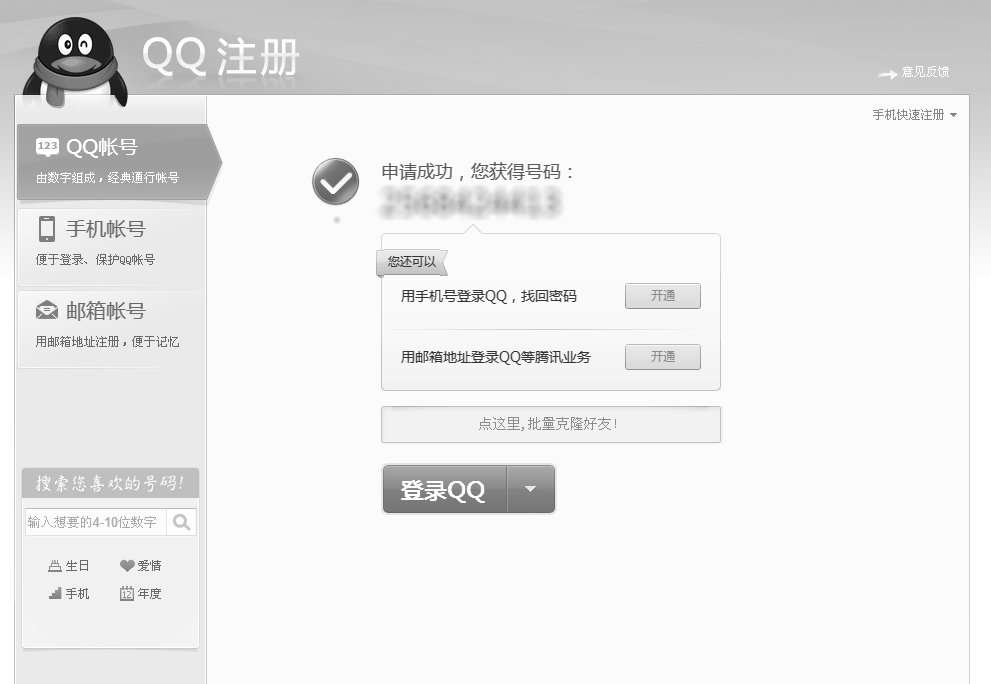 QQ 注册
意见反馈
手机快速注册
123 QQ帐号
由数字组成，经典通行帐号
手机帐号
便于登录、保护QQ帐号
邮箱帐号
用邮箱地址注册，便于记忆
搜索您喜欢的号码!
输入想要的4-10位数字
生日 爱情
手机 12 年度
申请成功，您获得号码：
您还可以
用手机号登录QQ，找回密码 开通
用邮箱地址登录QQ等腾讯业务 开通
点这里,批量克隆好友!
登录QQ